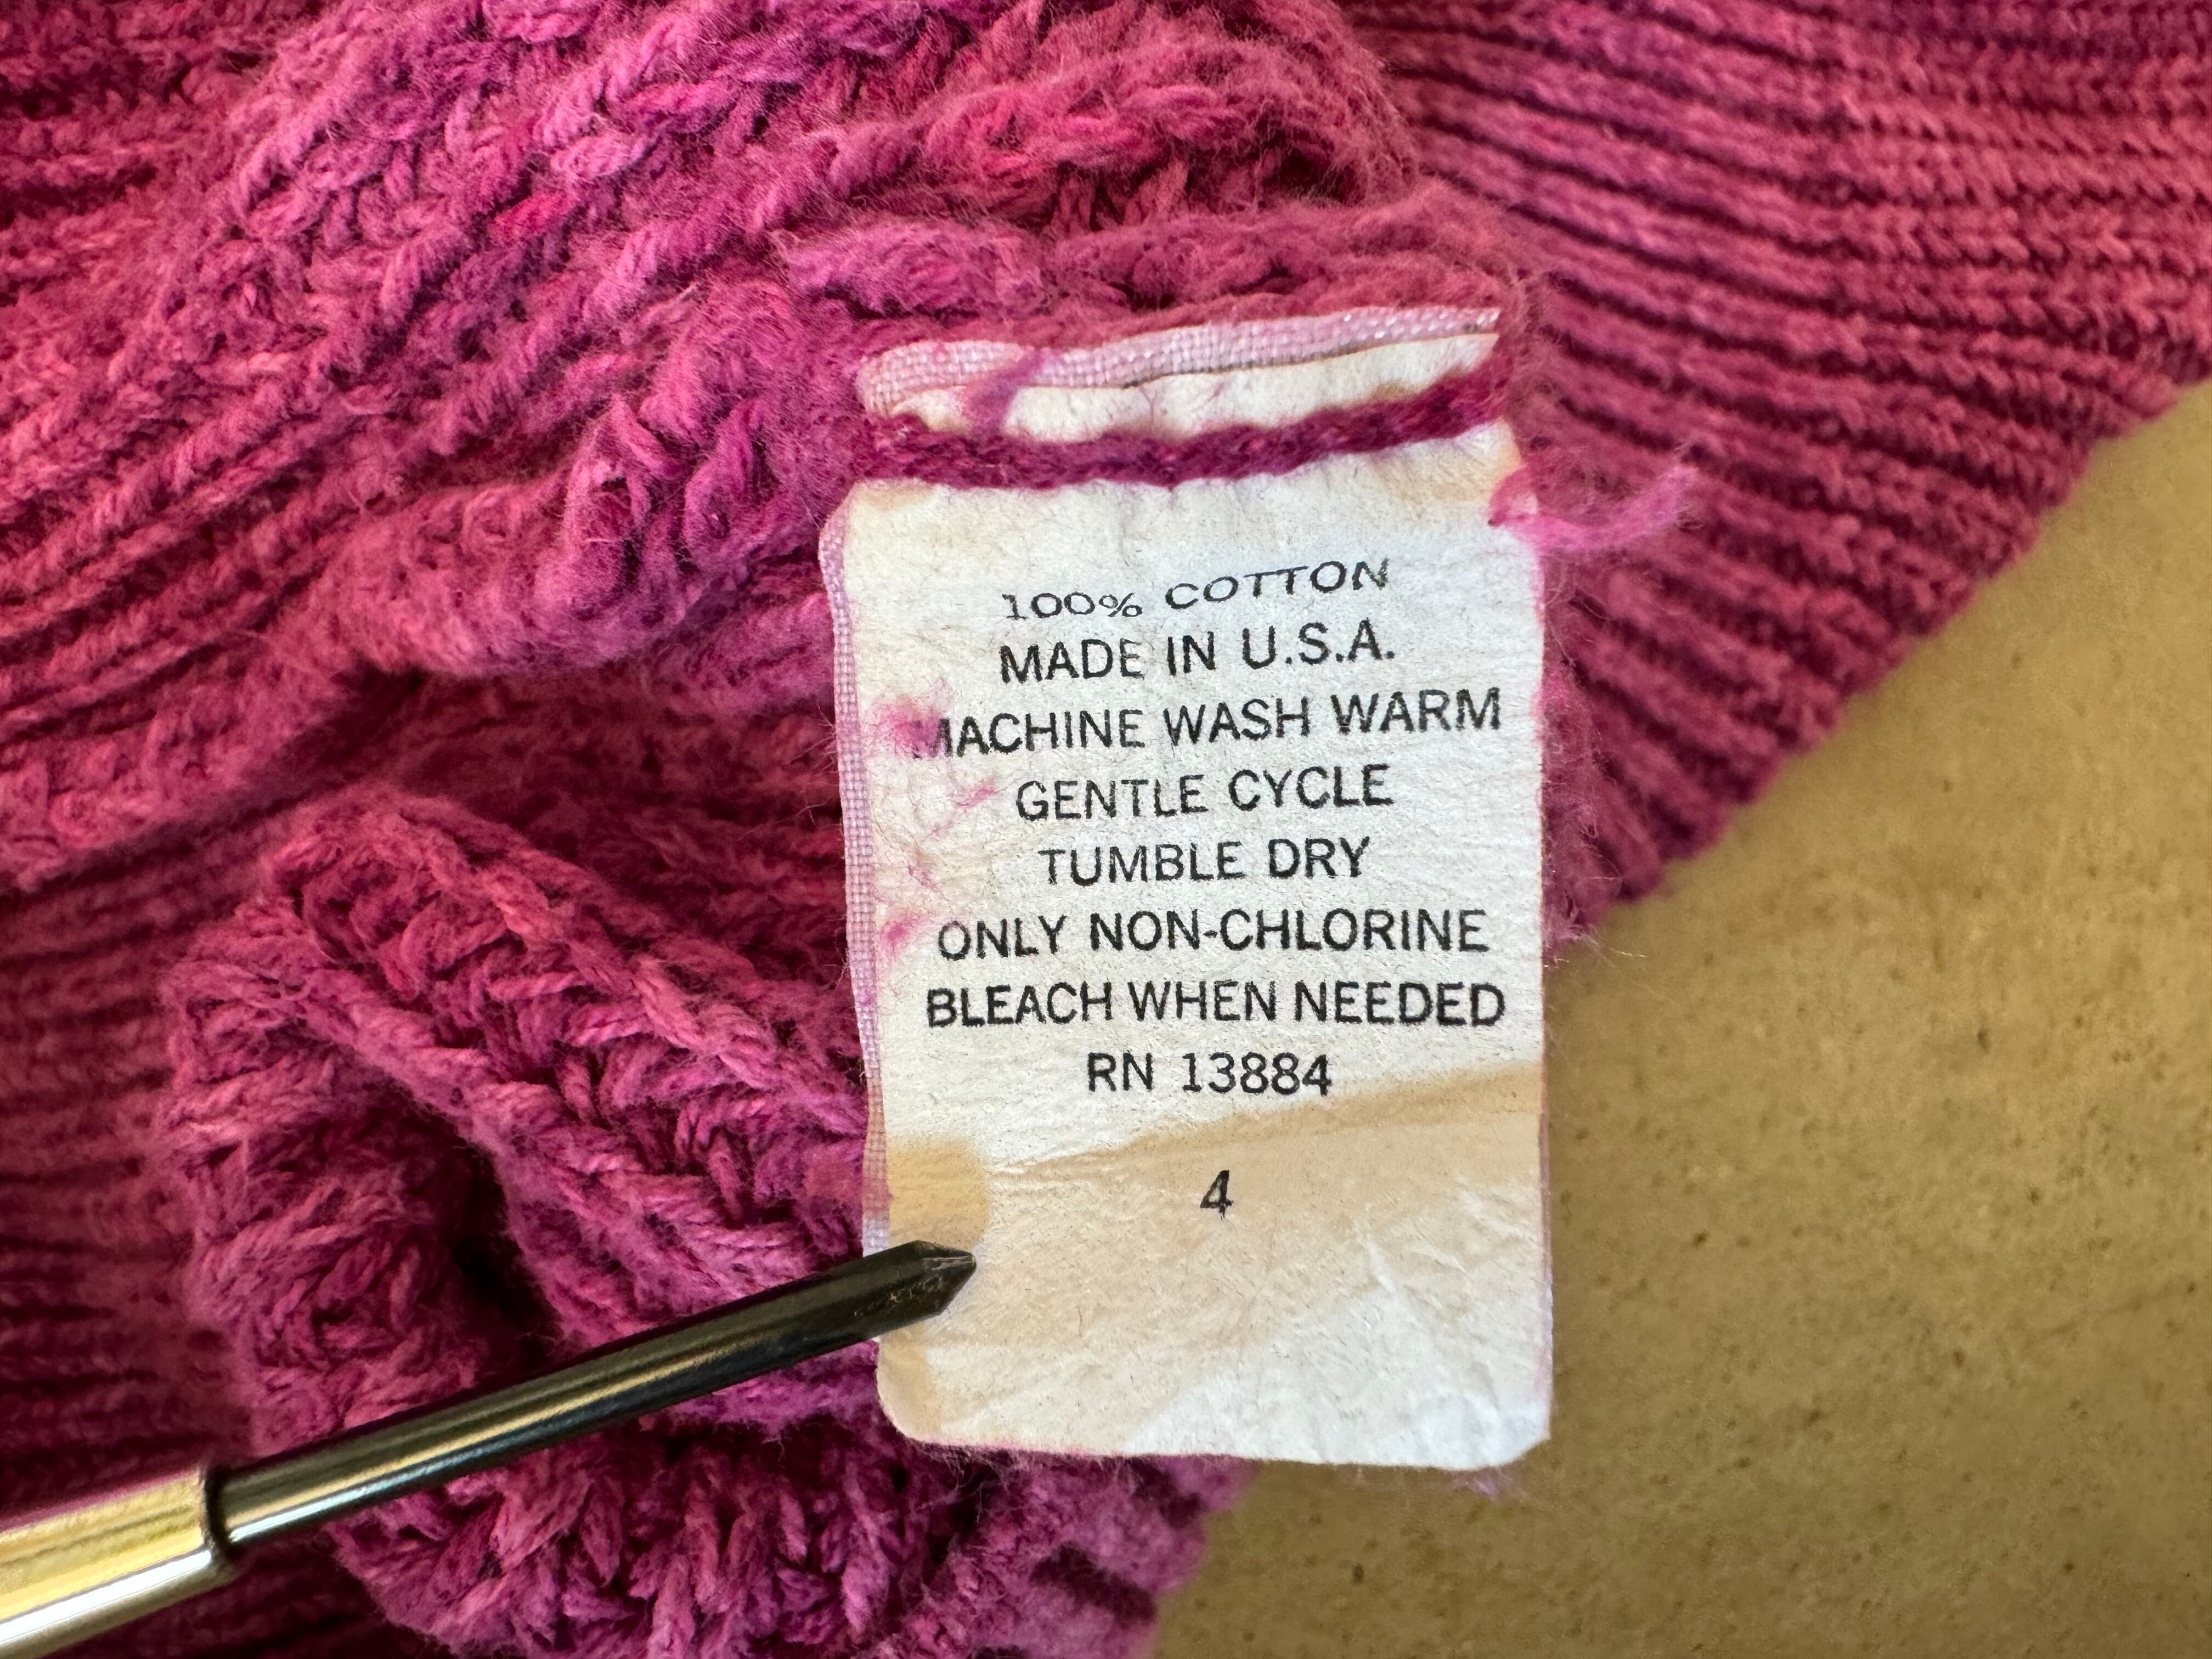 100% COTTON
MADE IN U.S.A.
MACHINE WASH WARM
GENTLE CYCLE
TUMBLE DRY
ONLY NON-CHLORINE
BLEACH WHEN NEEDED
RN 13884
4